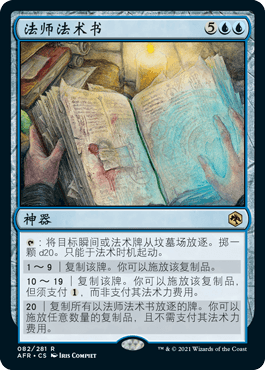 法师法术书 5
神器
：将目标瞬间或法术牌从坟墓场放逐。掷一
颗 d20。只能于法术时机起动。
1～9 | 复制该牌。你可以施放该复制品。
10～19 | 复制该牌。你可以施放该复制品，
但须支付 1，而非支付其法术力费用。
20 | 复制所有以法师法术书放逐的牌。你可以
施放任意数量的复制品，且不需支付其法术力
费用。
082/281 R
AFR • CS Iris Compiet
™ & © 2021 Wizards of the Coast